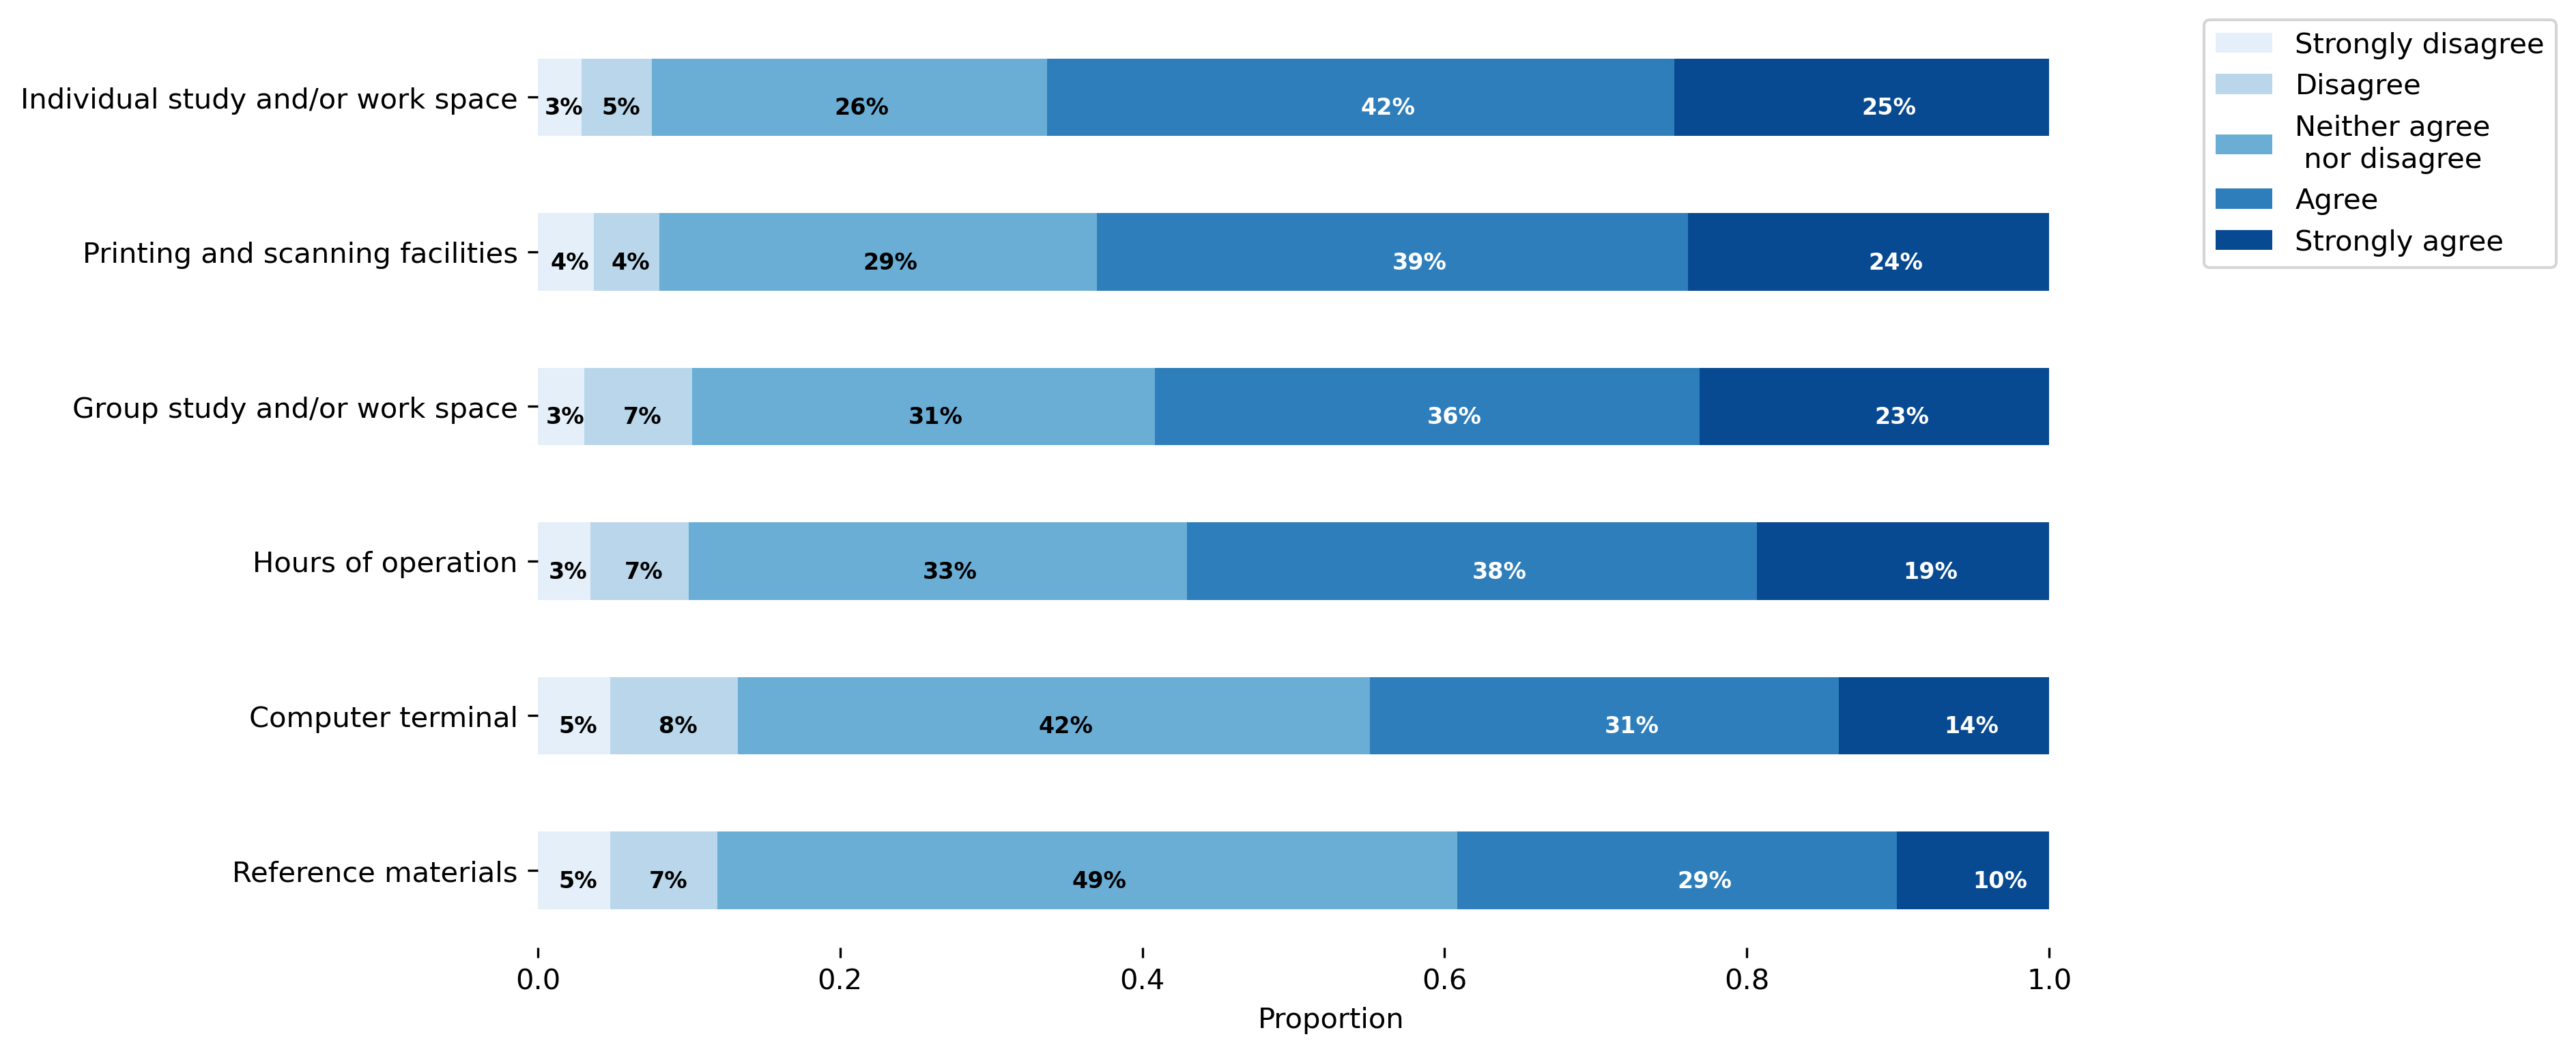 Strongly disagree
Disagree
Neither agree
nor disagree
Agree
Strongly agree
Individual study and/or work space 3% 5% 26% 42% 25%
Printing and scanning facilities 4% 4% 29% 39% 24%
Group study and/or work space 3% 7% 31% 36% 23%
Hours of operation 3% 7% 33% 38% 19%
Computer terminal 5% 8% 42% 31% 14%
Reference materials 5% 7% 49% 29% 10%
0.0 0.2 0.4 0.6 0.8 1.0
Proportion